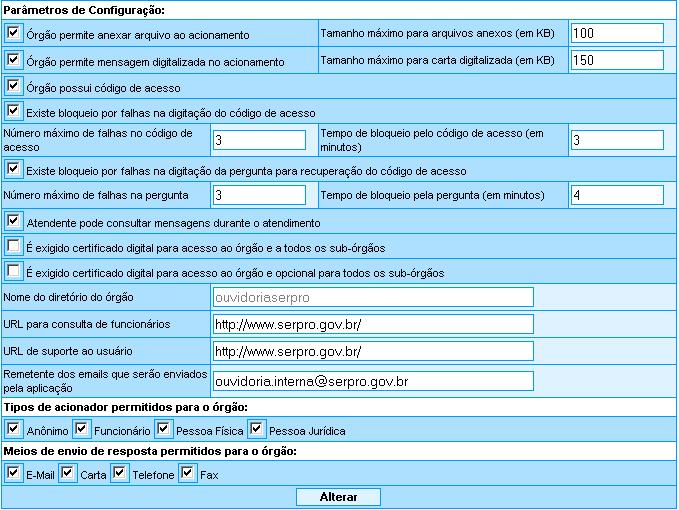 Parâmetros de Configuração:
Órgão permite anexar arquivo ao acionamento Tamanho máximo para arquivos anexos (em KB) 100
Órgão permite mensagem digitalizada no acionamento Tamanho máximo para carta digitalizada (em KB) 150
Órgão possui código de acesso
Existe bloqueio por falhas na digitação do código de acesso
Número máximo de falhas no código de acesso 3 Tempo de bloqueio pelo código de acesso (em minutos) 3
Existe bloqueio por falhas na digitação da pergunta para recuperação do código de acesso
Número máximo de falhas na pergunta 3 Tempo de bloqueio pela pergunta (em minutos) 4
Atendente pode consultar mensagens durante o atendimento
É exigido certificado digital para acesso ao órgão e a todos os sub-órgãos
É exigido certificado digital para acesso ao órgão e opcional para todos os sub-órgãos
Nome do diretório do órgão ouvidoriaserpro
URL para consulta de funcionários http://www.serpro.gov.br/
URL de suporte ao usuário http://www.serpro.gov.br/
Remetente dos emails que serão enviados pela aplicação ouvidoria.interna@serpro.gov.br
Tipos de acionador permitidos para o órgão:
Anônimo Funcionário Pessoa Física Pessoa Jurídica
Meios de envio de resposta permitidos para o órgão:
E-Mail Carta Telefone Fax
Alterar